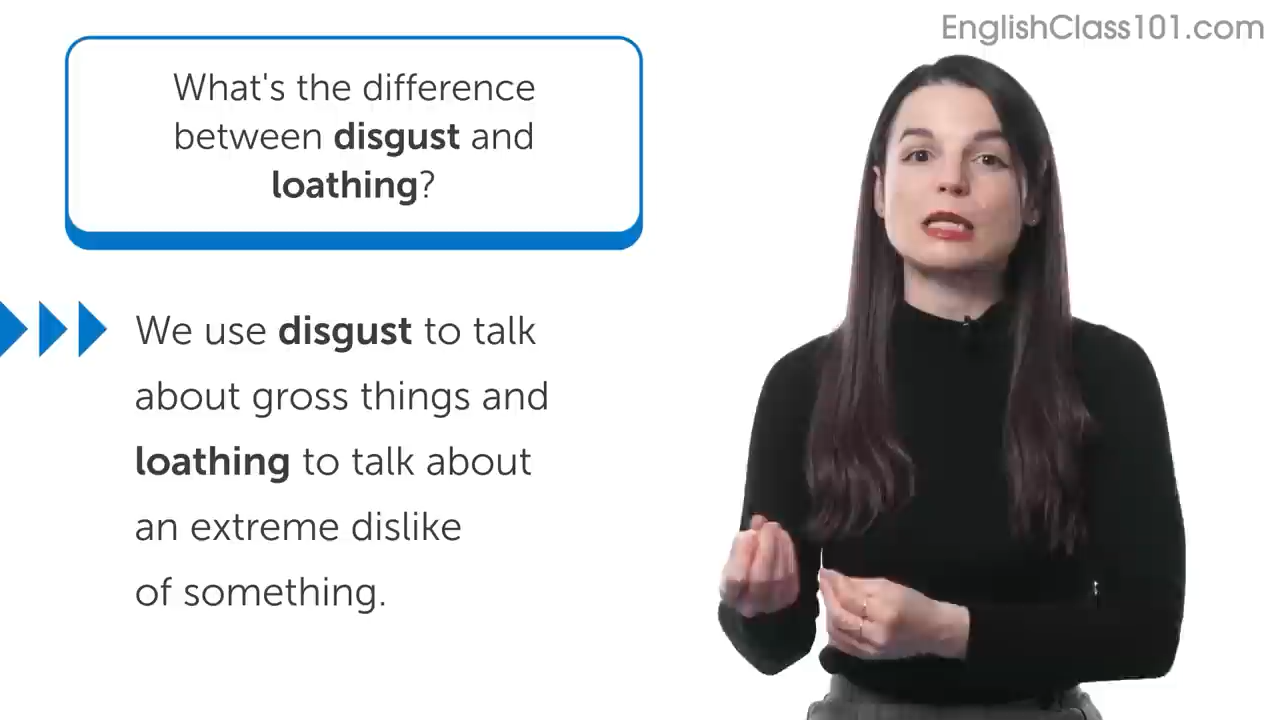 EnglishClass101.com
What's the difference
between disgust and
loathing?
We use disgust to talk
about gross things and
loathing to talk about
an extreme dislike
of something.